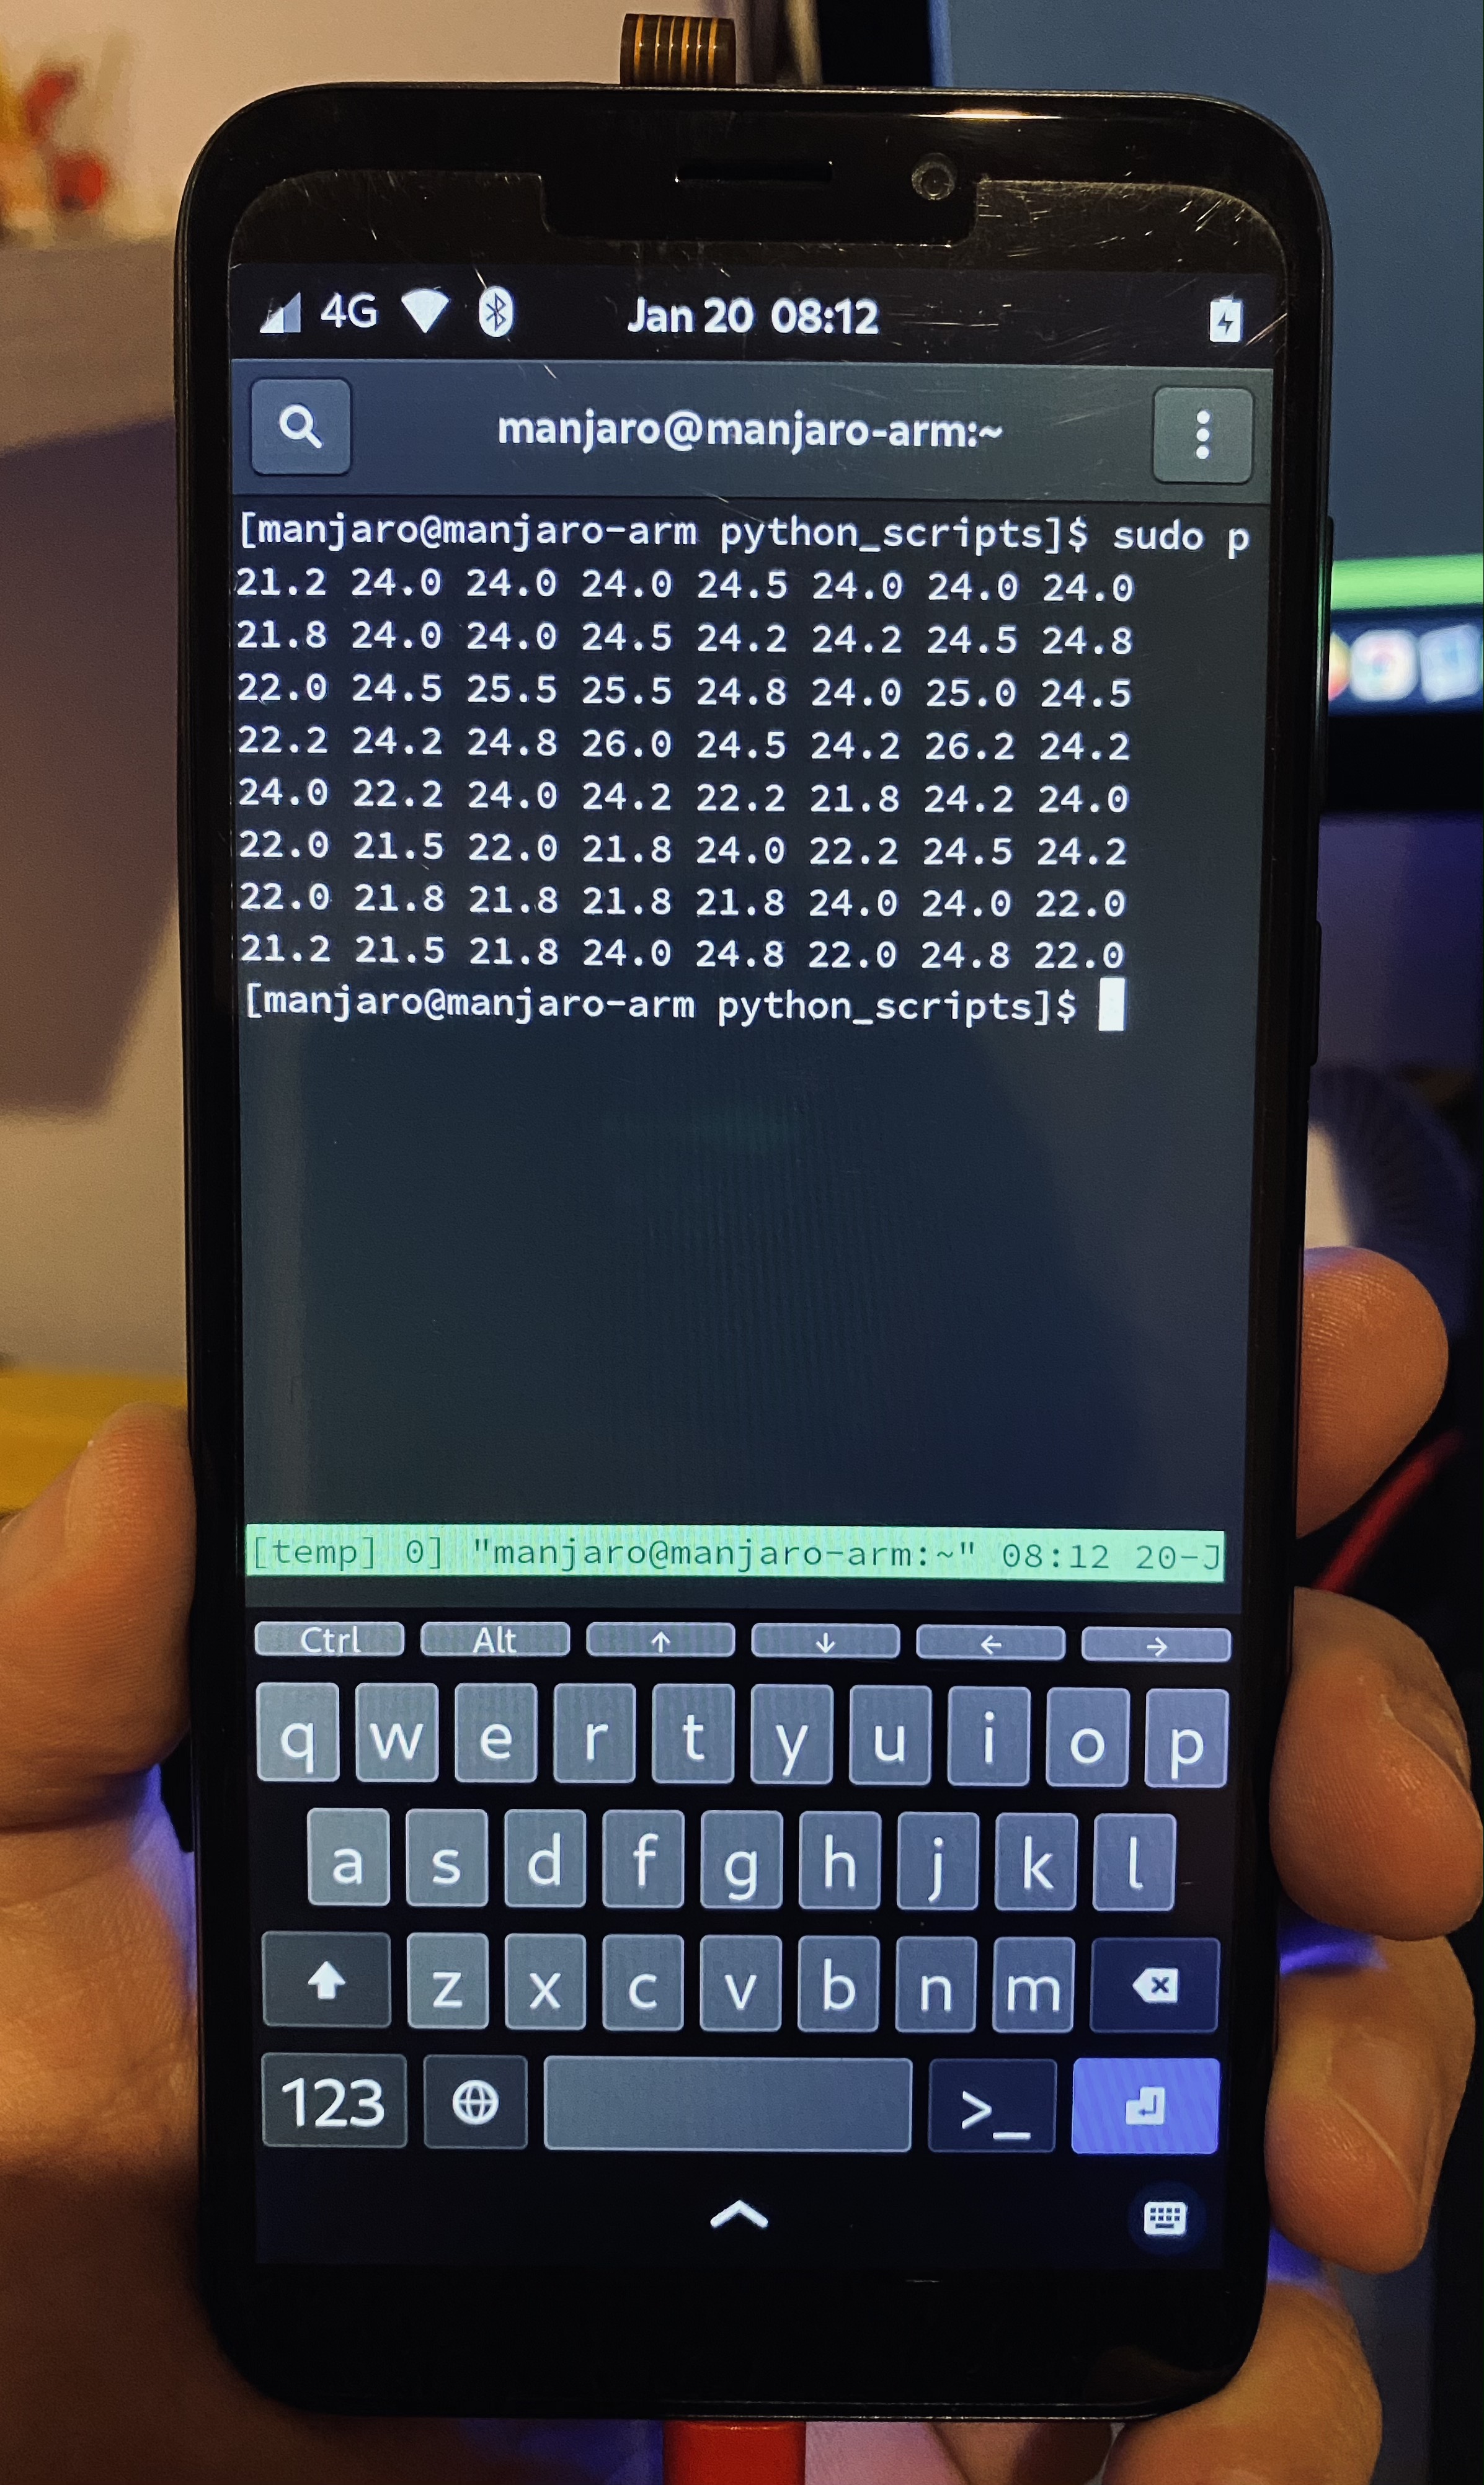 4G Jan 20 08:12
manjaro@manjaro-arm:~
[manjaro@manjaro-arm python_scripts]$ sudo p
21.2 24.0 24.0 24.0 24.5 24.0 24.0 24.0
21.8 24.0 24.0 24.5 24.2 24.2 24.5 24.8
22.0 24.5 25.5 25.5 24.8 24.0 25.0 24.5
22.2 24.2 24.8 26.0 24.5 24.2 26.2 24.2
24.0 22.2 24.0 24.2 22.2 21.8 24.2 24.0
22.0 21.5 22.0 21.8 24.0 22.2 24.5 24.2
22.0 21.8 21.8 21.8 21.8 24.0 24.0 22.0
21.2 21.5 21.8 24.0 24.8 22.0 24.8 22.0
[manjaro@manjaro-arm python_scripts]$
[temp] 0] "manjaro@manjaro-arm:~" 08:12 20-J
Ctrl Alt ↑ ↓ ← →
q w e r t y u i o p
a s d f g h j k l
z x c v b n m
123 >_